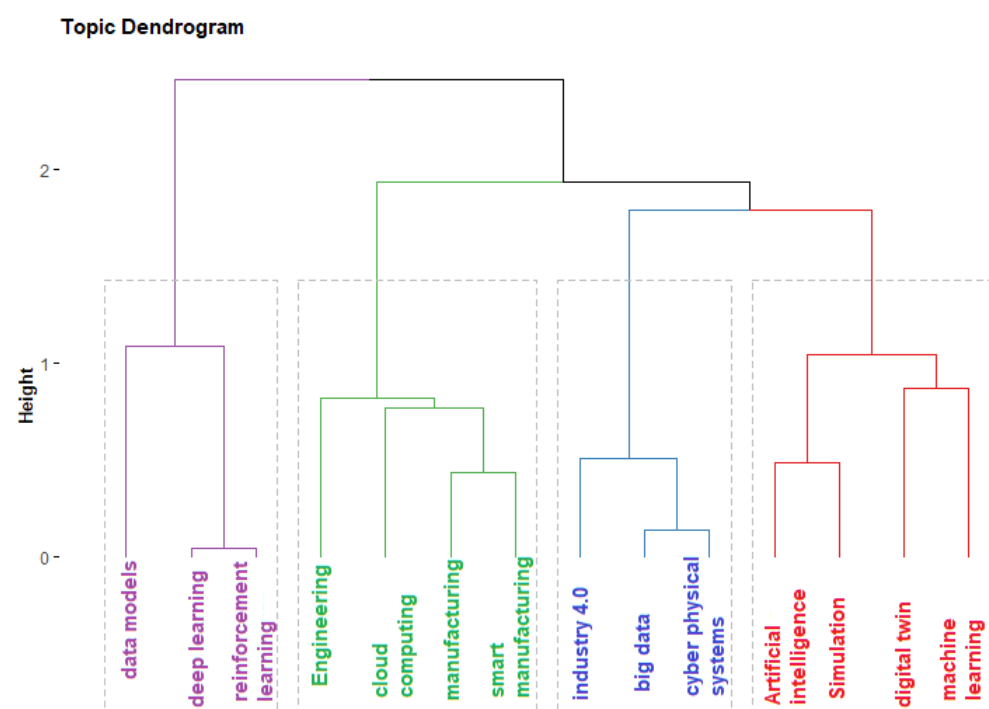 Topic Dendrogram
2
1
0
Height
data models
deep learning
reinforcement
learning
Engineering
cloud
computing
manufacturing
smart
manufacturing
industry 4.0
big data
cyber physical
systems
Artificial
intelligence
Simulation
digital twin
machine
learning